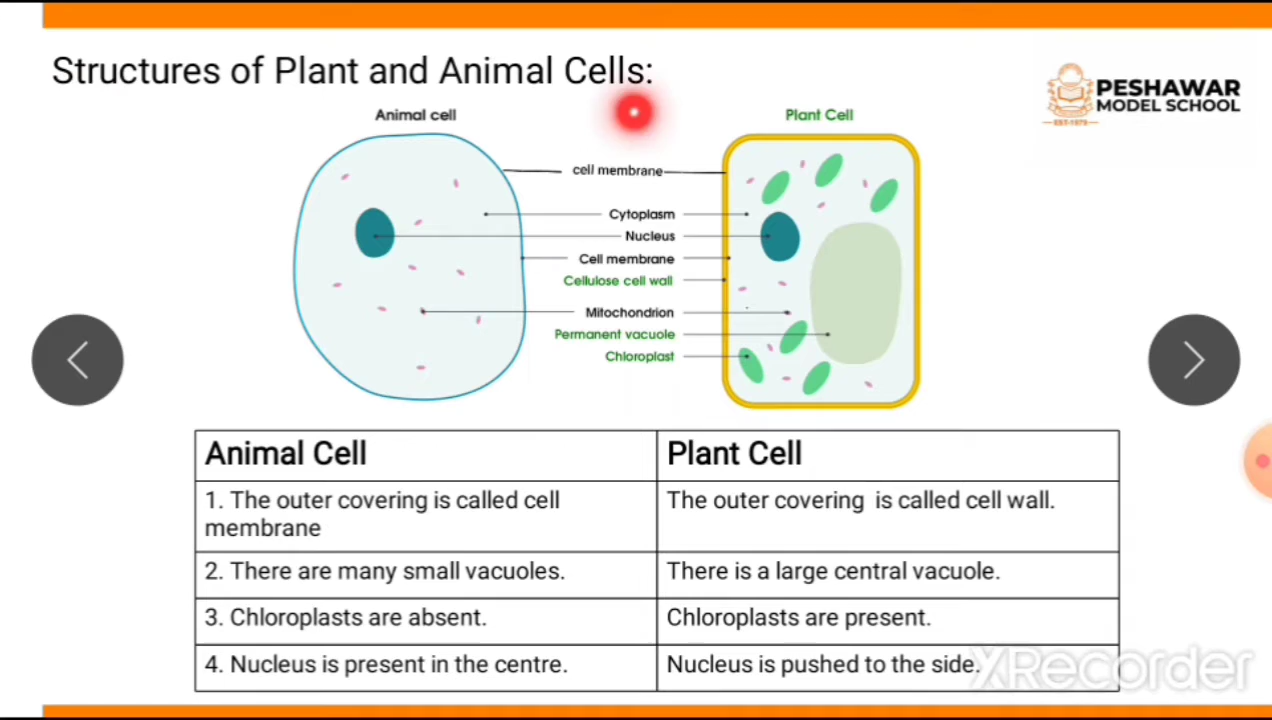 Structures of Plant and Animal Cells:
PESHAWAR
MODEL SCHOOL
EST-1978
Animal cell
Plant Cell
cell membrane
Cytoplasm
Nucleus
Cell membrane
Cellulose cell wall
Mitochondrion
Permanent vacuole
Chloroplast
Animal Cell
Plant Cell
1. The outer covering is called cell
membrane
The outer covering is called cell wall.
2. There are many small vacuoles.
There is a large central vacuole.
3. Chloroplasts are absent.
Chloroplasts are present.
4. Nucleus is present in the centre.
Nucleus is pushed to the side.
XRecorder